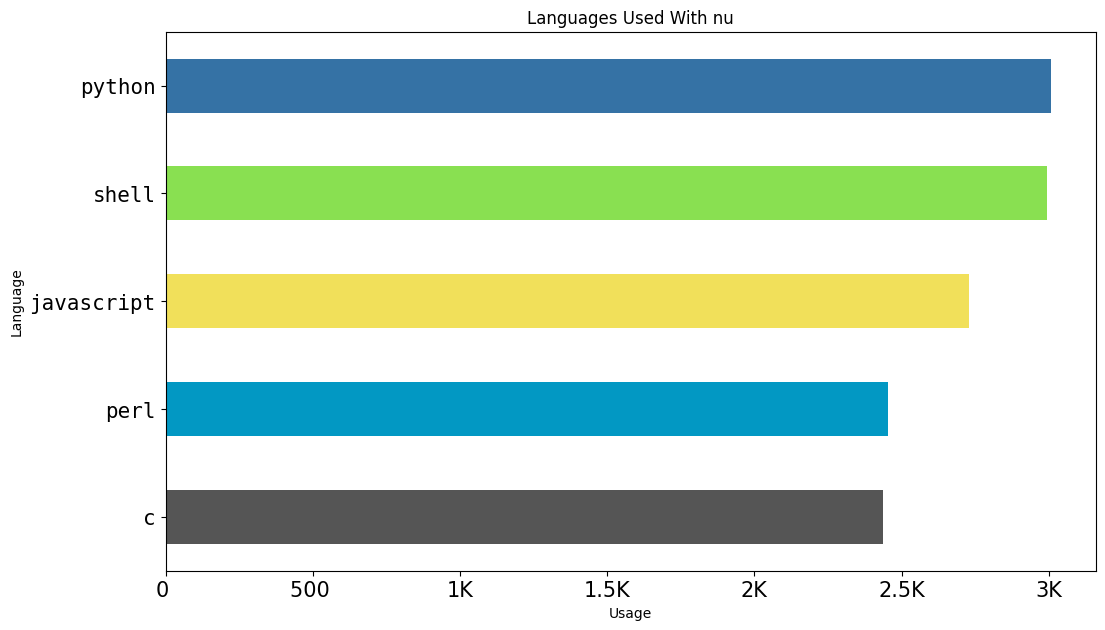 Languages Used With nu
Language
python
shell
javascript
perl
c
0 500 1K 1.5K 2K 2.5K 3K
Usage